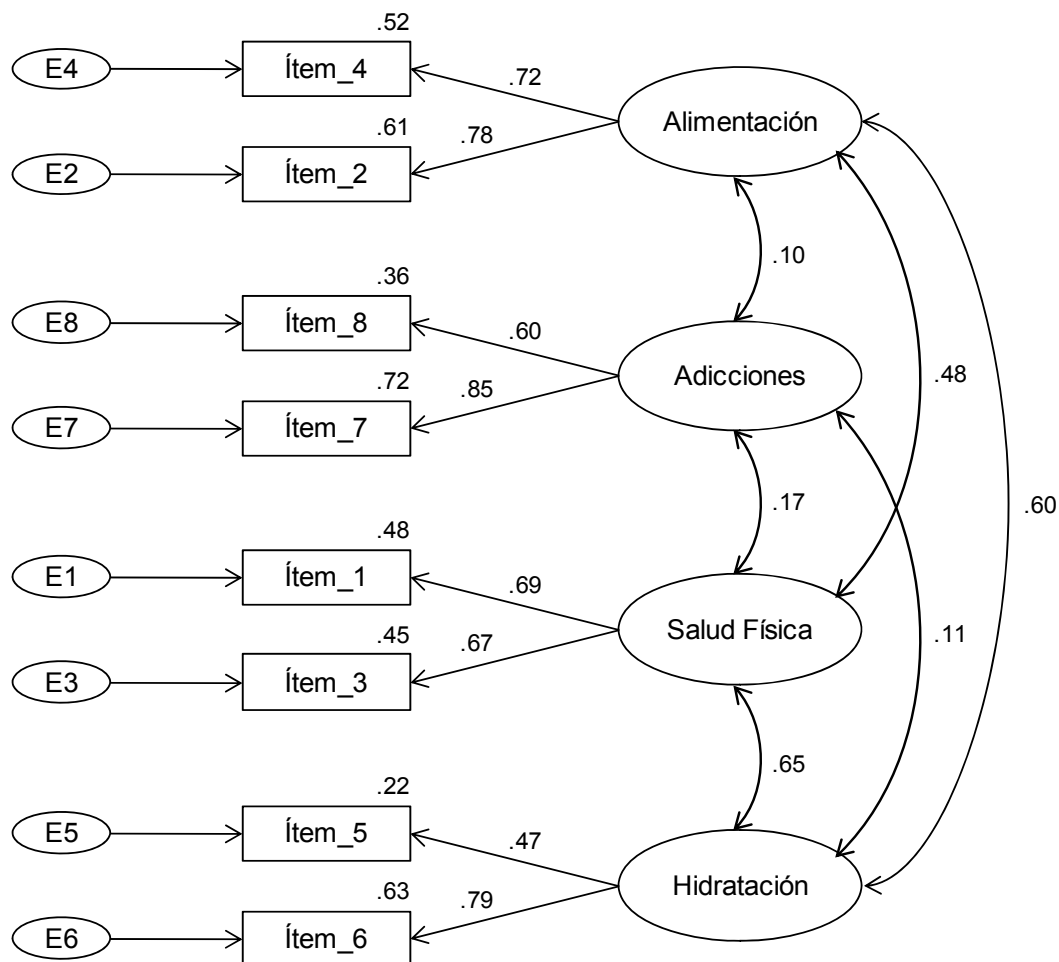 .52
E4
Ítem_4
.72
Alimentación
.61
.78
E2
Ítem_2
.10
.36
E8
Ítem_8
.60
Adicciones
.48
.72
.85
E7
Ítem_7
.17
.60
.48
E1
Ítem_1
.69
Salud Física
.11
.45
.67
E3
Ítem_3
.65
.22
E5
Ítem_5
.47
Hidratación
.63
.79
E6
Ítem_6